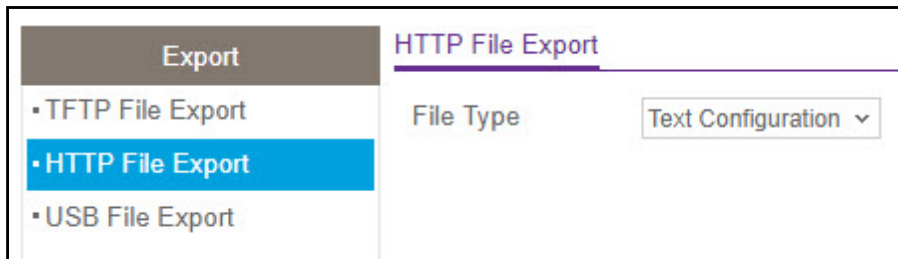 Export
▪ TFTP File Export
▪ HTTP File Export
▪ USB File Export
HTTP File Export
File Type Text Configuration